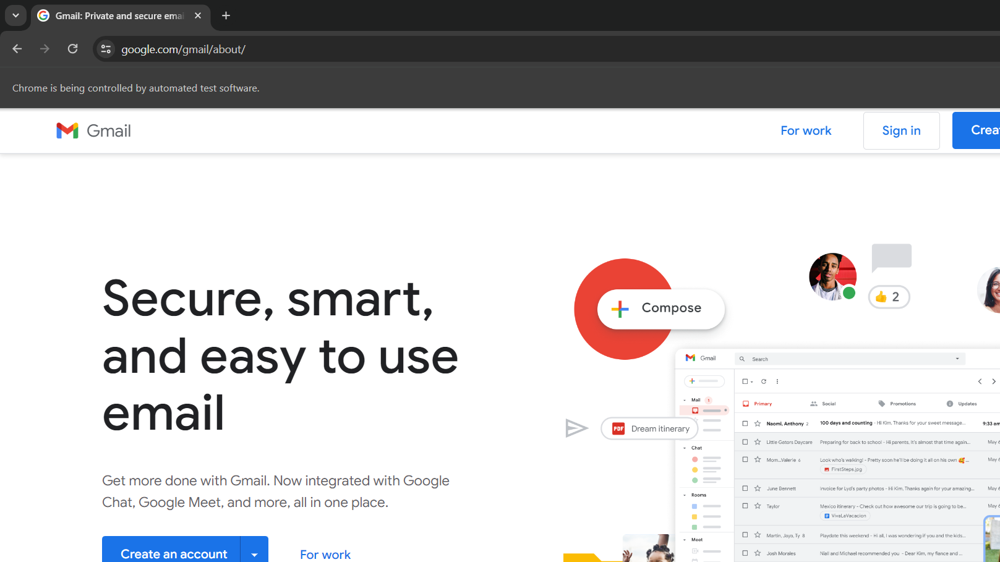 Gmail: Private and secure emai
google.com/gmail/about/
Chrome is being controlled by automated test software.
Gmail
For work
Sign in
Secure, smart,
and easy to use
email
Get more done with Gmail. Now integrated with Google
Chat, Google Meet, and more, all in one place.
Create an account
For work
Compose
2
PDF Dream itinerary
Gmail
Search
Mail 1
Chat
Rooms
Meet
Primary
Social
Promotions
Updates
Naomi, Anthony 2 100 days and counting - Hi Kim, Thanks for your sweet message... 9:33 am
Little Gators Daycare Preparing for back to school - Hi parents, It's almost that time again... May
Mom...Valerie 6 Look who's walking! - Pretty soon he'll be doing it all on his own 🥰 ... May
FirstSteps.jpg
June Bennett Invoice for Lyd's party photos - Hi Kim, Thanks again for your amazing... May
Taylor Mexico itinerary - Check out how awesome our trip is going to be... May
VivaLaVacacion
Martin, Jaya, Ty 8 Playdate this weekend - Hi all, I was wondering if you and the kids... May
Josh Morales Niall and Michael recommended you - Dear Kim, my fiance and ... May